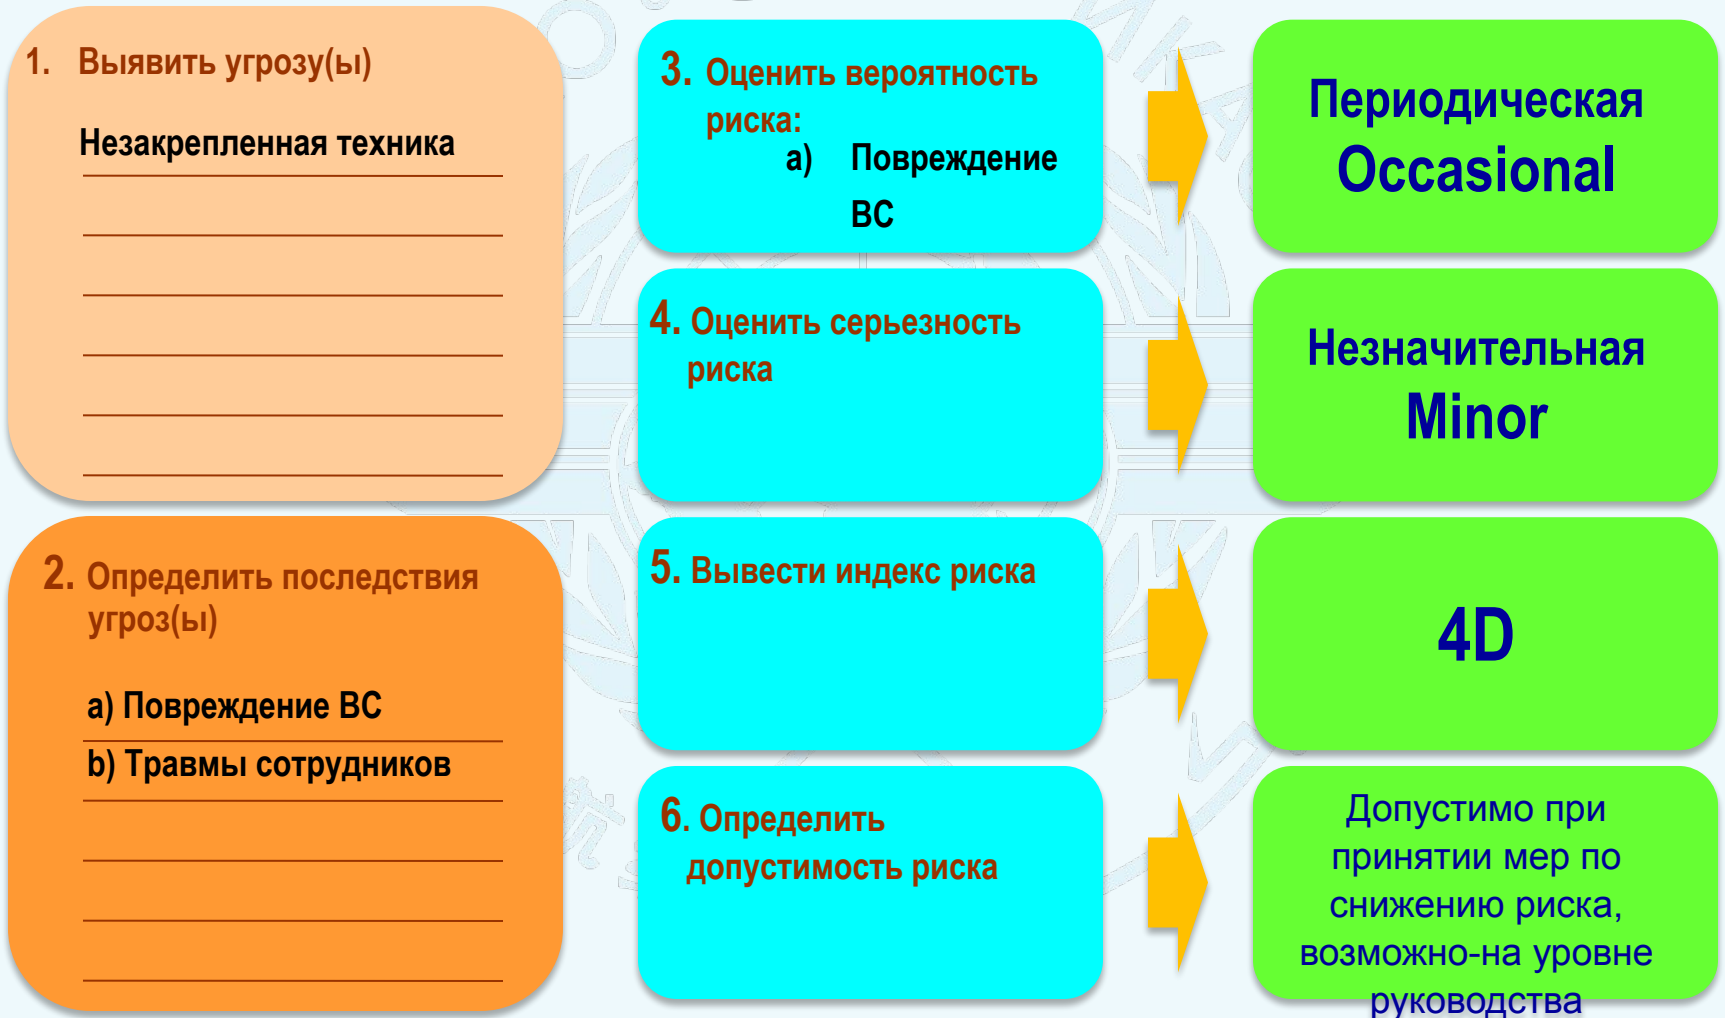 1. Выявить угрозу(ы)
Незакрепленная техника
2. Определить последствия
угроз(ы)
a) Повреждение ВС
b) Травмы сотрудников
3. Оценить вероятность
риска:
a) Повреждение
ВС
Периодическая
Occasional
4. Оценить серьезность
риска
Незначительная
Minor
5. Вывести индекс риска
4D
6. Определить
допустимость риска
Допустимо при
принятии мер по
снижению риска,
возможно-на уровне
руководства